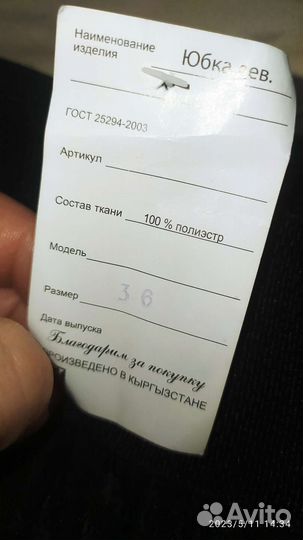 Наименование Юбка дев.
изделия
ГОСТ 25294-2003
Артикул
Состав ткани 100 % полиэстр
Модель
Размер 36
Дата выпуска
Благодарим за покупку
РОИЗВЕДЕНО В КЫРГЫЗСТАНЕ
2023/5/11 14:34
Avito